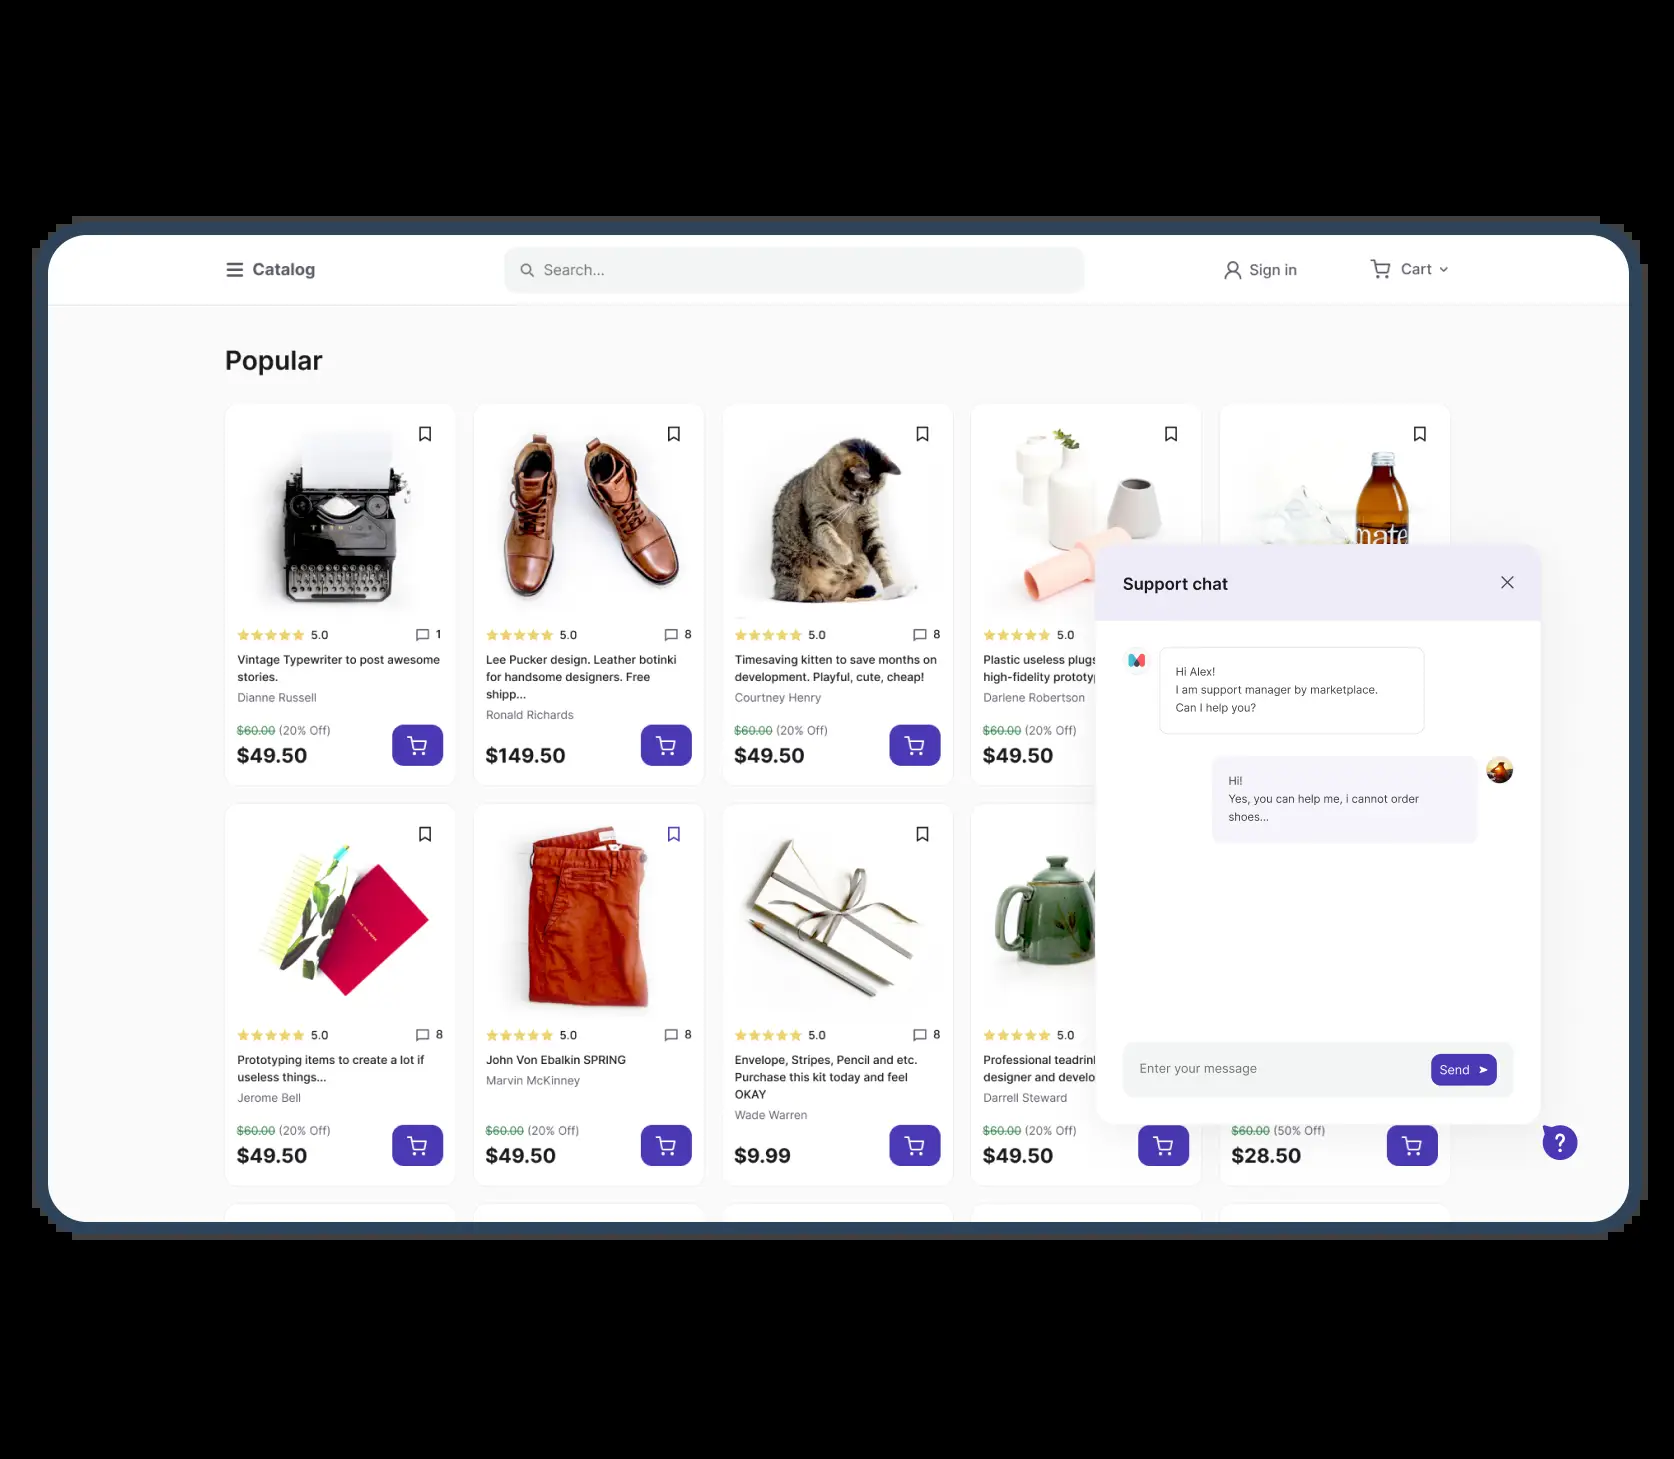 Catalog
Search...
Sign in
Cart
Popular
5.0
1
Vintage Typewriter to post awesome
stories.
Dianne Russell
$60.00 (20% Off)
$49.50
5.0
8
Lee Pucker design. Leather botinki
for handsome designers. Free
shipp...
Ronald Richards
$149.50
5.0
8
Timesaving kitten to save months on
development. Playful, cute, cheap!
Courtney Henry
$60.00 (20% Off)
$49.50
5.0
Plastic useless plugs
high-fidelity prototy
Darlene Robertson
$60.00 (20% Off)
$49.50
mate
5.0
8
Prototyping items to create a lot if
useless things...
Jerome Bell
$60.00 (20% Off)
$49.50
5.0
8
John Von Ebalkin SPRING
Marvin McKinney
$60.00 (20% Off)
$49.50
5.0
8
Envelope, Stripes, Pencil and etc.
Purchase this kit today and feel
OKAY
Wade Warren
$9.99
5.0
Professional teadrin
designer and develo
Darrell Steward
$60.00 (20% Off)
$49.50
$60.00 (50% Off)
$28.50
Support chat
Hi Alex!
I am support manager by marketplace.
Can I help you?
Hi!
Yes, you can help me, i cannot order
shoes...
Enter your message
Send
?